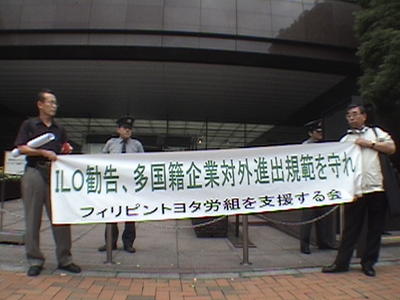 ILO勧告、多国籍企業対外進出規範を守れ
フィリピントヨタ労組を支援する会